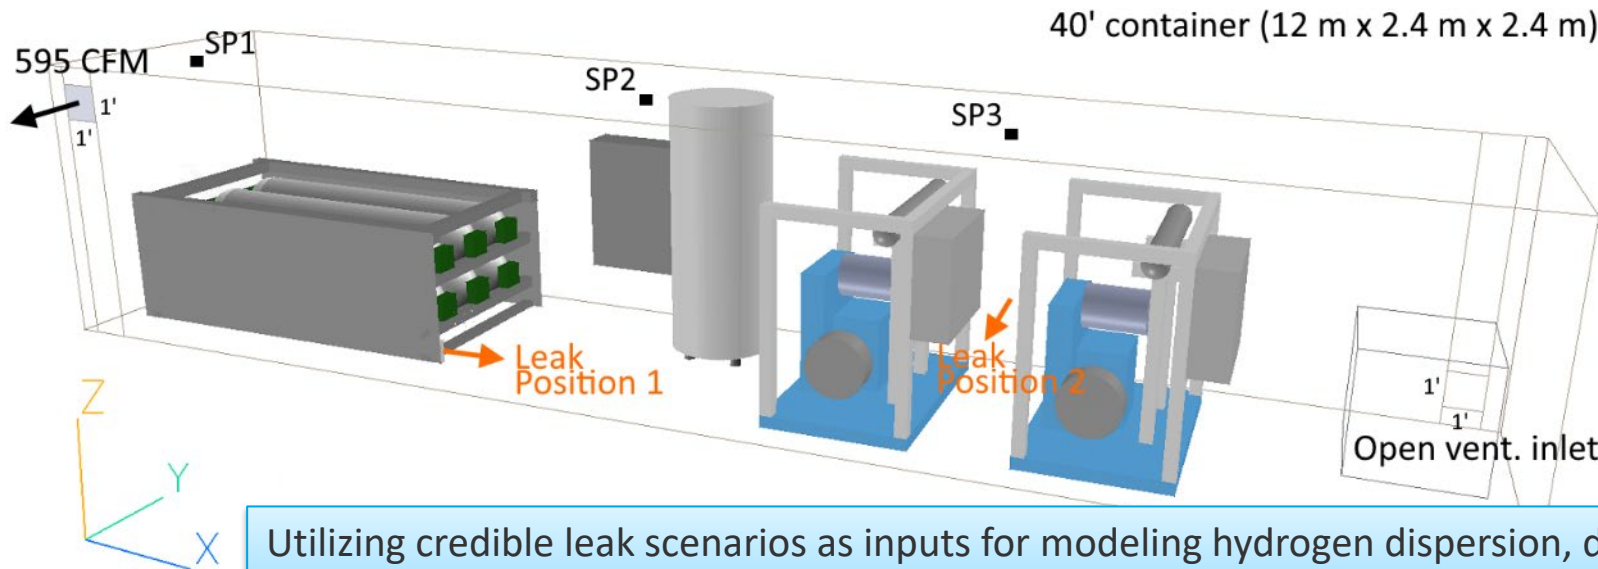 40' container (12 m x 2.4 m x 2.4 m)
595 CFM
SP1
1'
1'
SP2
SP3
Leak
Position 1
Leak
Position 2
1'
1'
Open vent. inlet
Z
Y
X
Utilizing credible leak scenarios as inputs for modeling hydrogen dispersion,